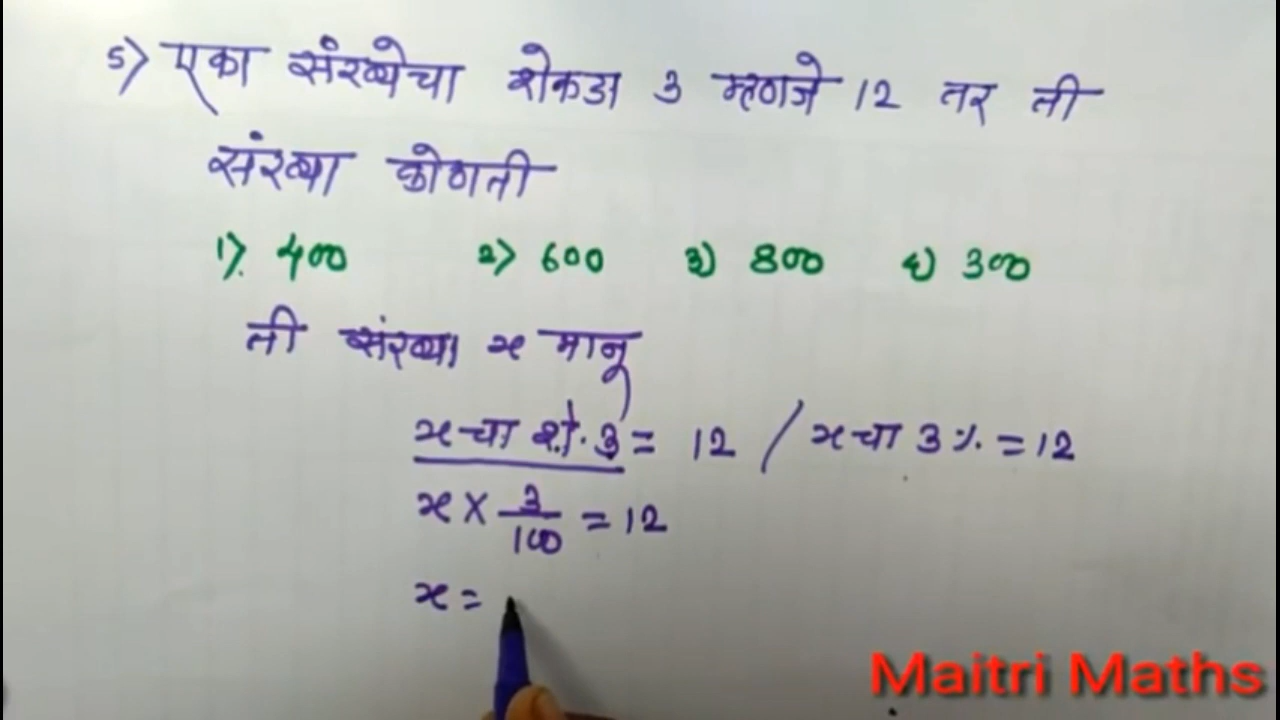 5) एका संख्येचा शेकडा 3 म्हणजे 12 तर ती
संख्या कोणती
1) 400 2) 600 3) 800 4) 300
ती संख्या x मानू
x चा शे. 3 = 12 / x चा 3 % = 12
x × 3/100 = 12
x =
Maitri Maths